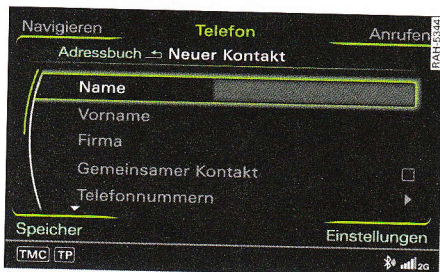 Navigieren Telefon Anrufen
Adressbuch Neuer Kontakt
Name
Vorname
Firma
Gemeinsamer Kontakt
Telefonnummern
Speicher Einstellungen
TMC TP
2G
RAH-5344